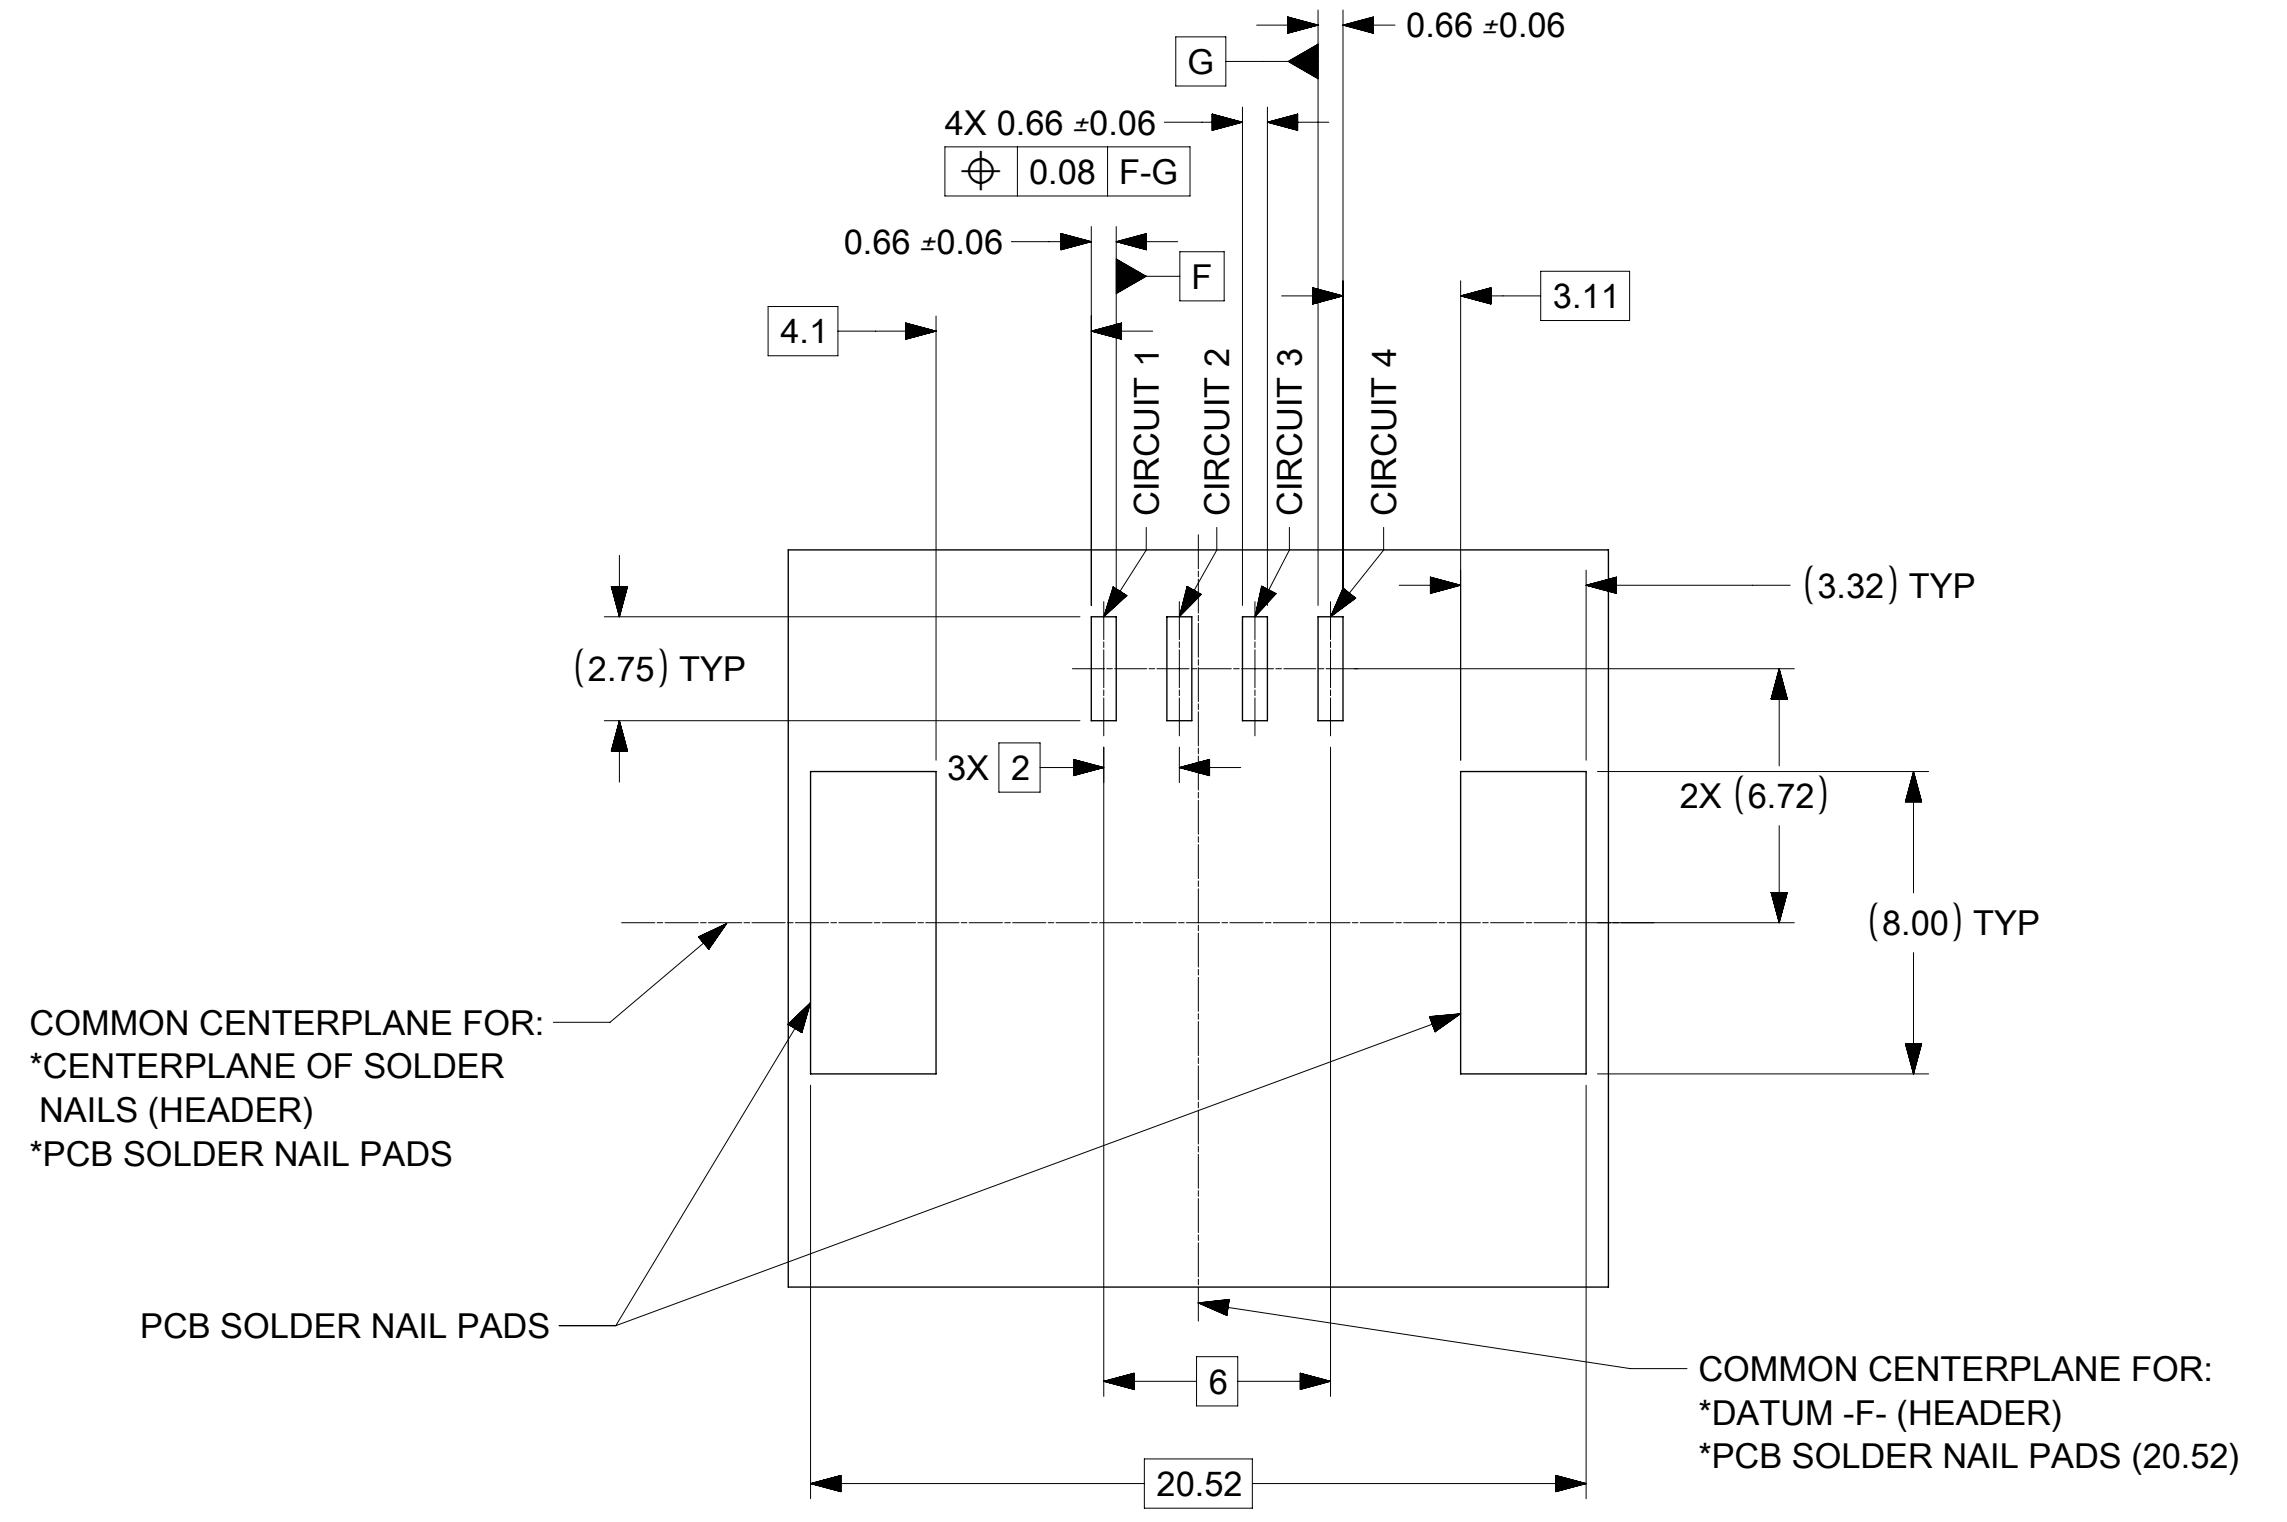 0.66 ±0.06
G
4X 0.66 ±0.06
⌖ 0.08 F-G
0.66 ±0.06
F
3.11
4.1
CIRCUIT 1
CIRCUIT 2
CIRCUIT 3
CIRCUIT 4
(3.32) TYP
(2.75) TYP
3X 2
2X (6.72)
(8.00) TYP
COMMON CENTERPLANE FOR:
*CENTERPLANE OF SOLDER
NAILS (HEADER)
*PCB SOLDER NAIL PADS
PCB SOLDER NAIL PADS
6
COMMON CENTERPLANE FOR:
*DATUM -F- (HEADER)
*PCB SOLDER NAIL PADS (20.52)
20.52